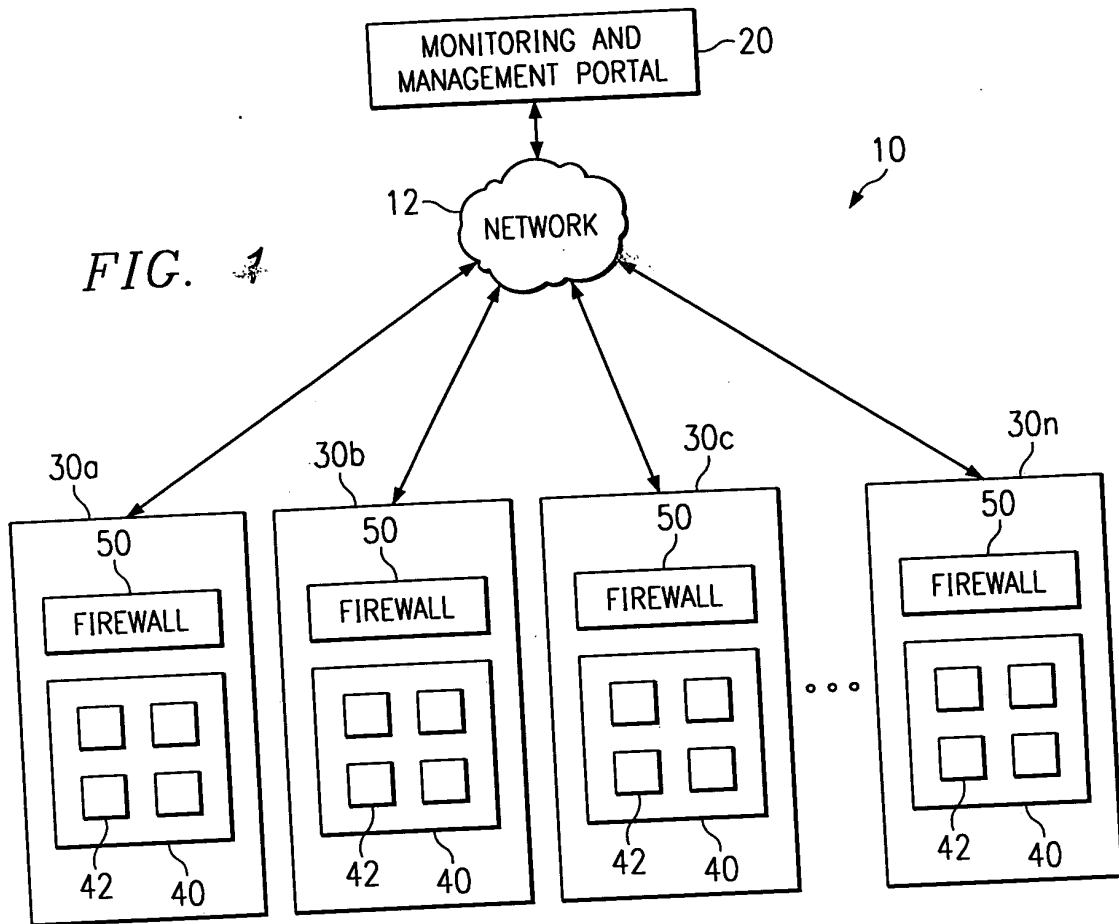 MONITORING AND
MANAGEMENT PORTAL
20
10
12
NETWORK
FIG. 1
30a
30b
30c
30n
50
50
50
50
FIREWALL
FIREWALL
FIREWALL
FIREWALL
42
40
42
40
42
40
42
40